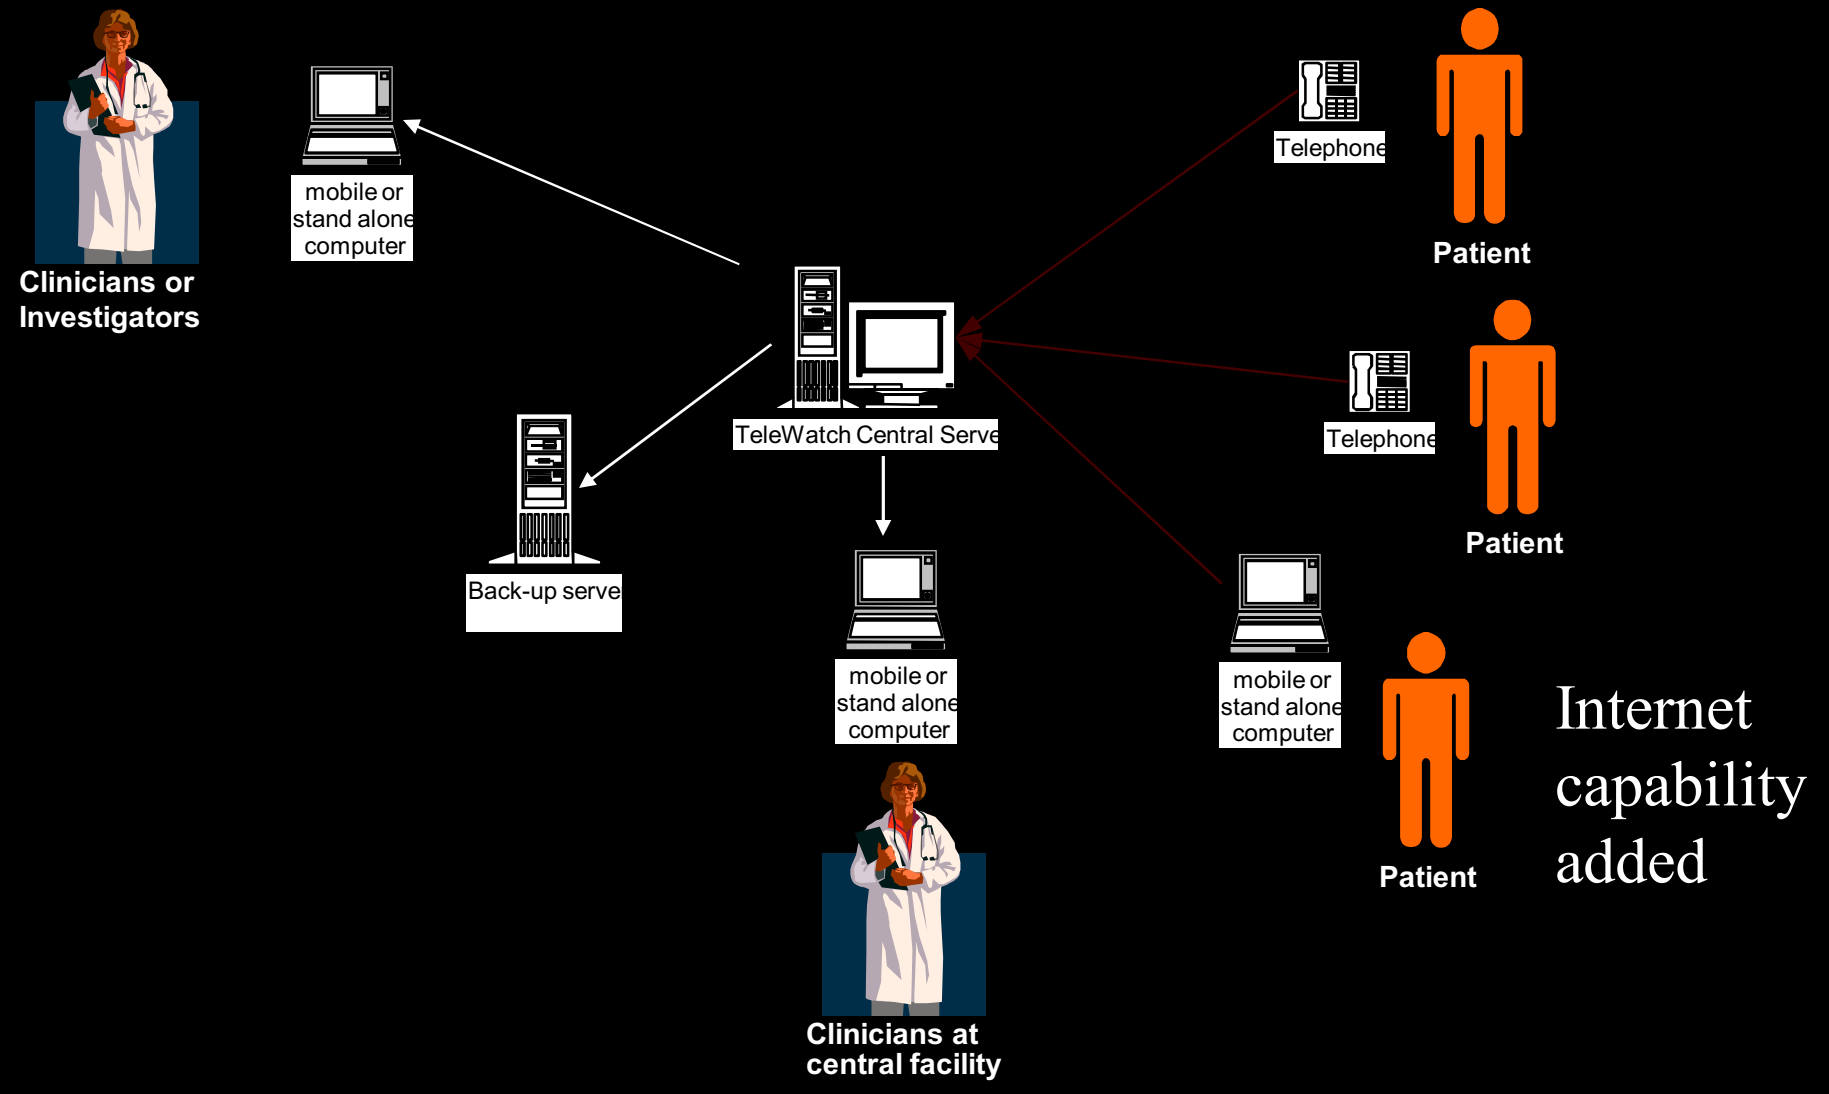 Telephone
mobile or
stand alone
computer
Patient
Clinicians or
Investigators
TeleWatch Central Serve
Telephone
Patient
Back-up serve
mobile or
stand alone
computer
mobile or
stand alone
computer
Internet
capability
added
Patient
Clinicians at
central facility